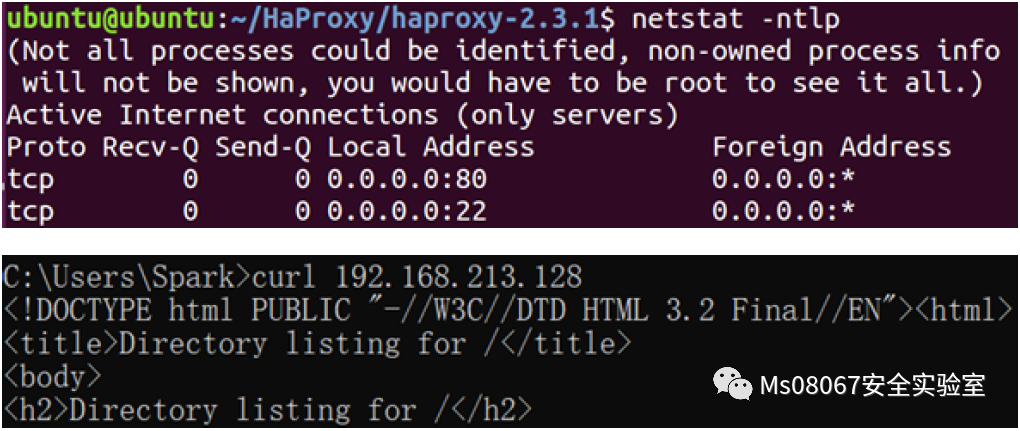 ubuntu@ubuntu:~/HaProxy/haproxy-2.3.1$ netstat -ntlp
(Not all processes could be identified, non-owned process info
 will not be shown, you would have to be root to see it all.)
Active Internet connections (only servers)
Proto Recv-Q Send-Q Local Address           Foreign Address
tcp        0      0 0.0.0.0:80              0.0.0.0:*
tcp        0      0 0.0.0.0:22              0.0.0.0:*
C:\Users\Spark>curl 192.168.213.128
<!DOCTYPE html PUBLIC "-//W3C//DTD HTML 3.2 Final//EN"><html>
<title>Directory listing for /</title>
<body>
<h2>Directory listing for /</h2>
Ms08067安全实验室